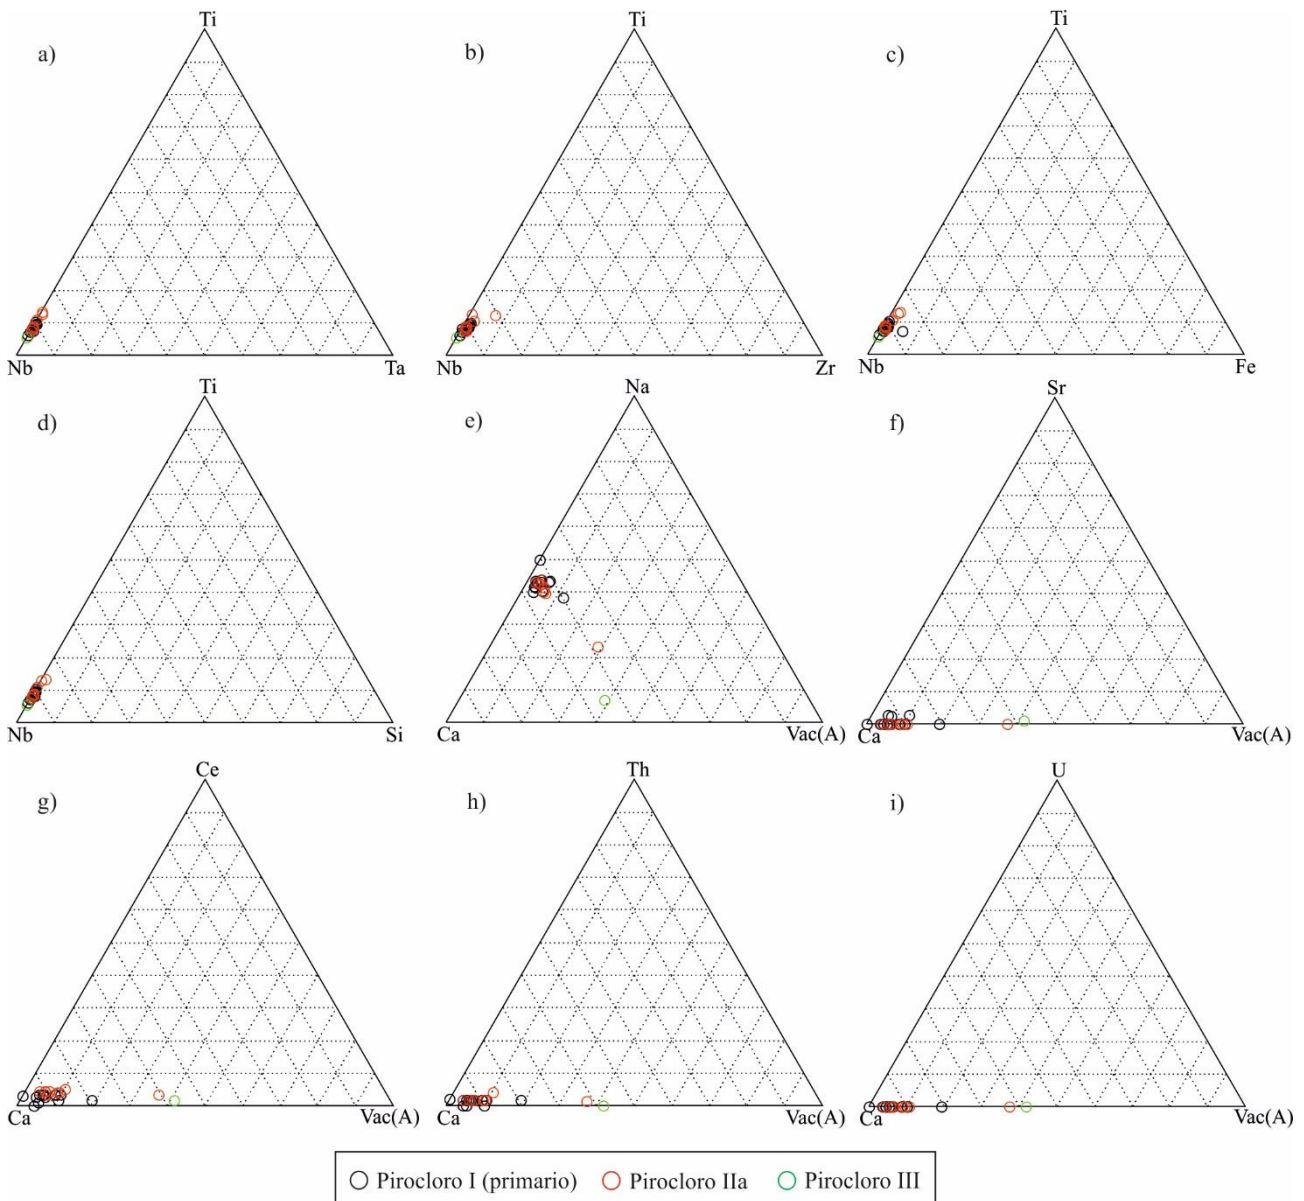 Ti Ti Ti
a) b) c)
Nb Ta Nb Zr Nb Fe
Ti Na Sr
d) e) f)
Nb Si Ca Vac(A) Ca Vac(A)
Ce Th U
g) h) i)
Ca Vac(A) Ca Vac(A) Ca Vac(A)
Pirocloro I (primario) Pirocloro IIa Pirocloro III